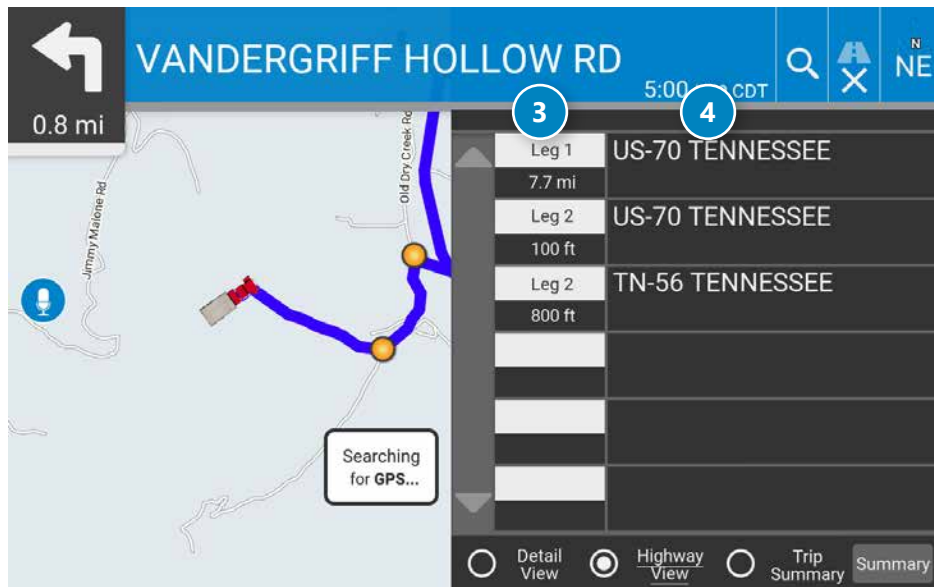 VANDERGRIFF HOLLOW RD
5:00
CDT
N
NE
0.8 mi
3
4
Old Dry Creek Rd
Jimmy Malone Rd
Leg 1
US-70 TENNESSEE
7.7 mi
Leg 2
US-70 TENNESSEE
100 ft
Leg 2
TN-56 TENNESSEE
800 ft
Searching
for GPS...
Detail
View
Highway
View
Trip
Summary
Summary